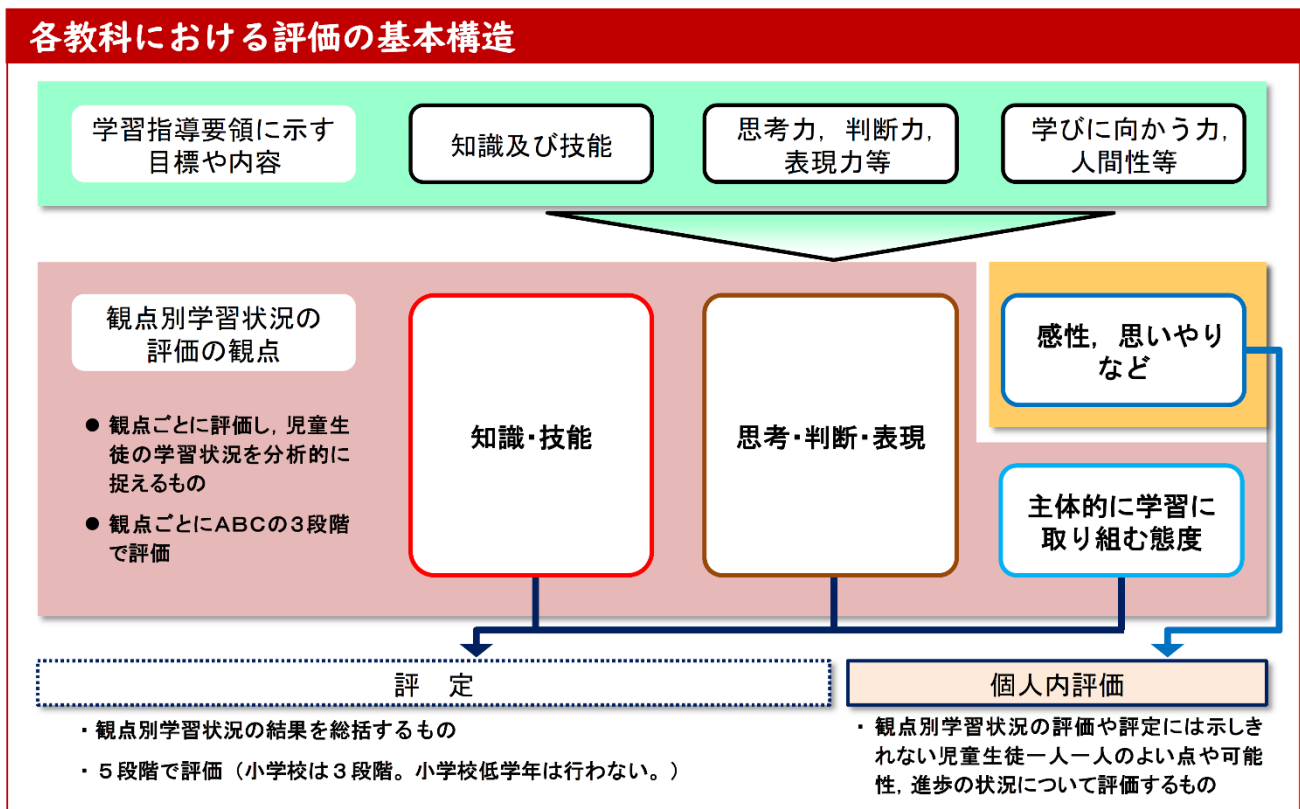 各教科における評価の基本構造
学習指導要領に示す
目標や内容
知識及び技能
思考力，判断力，
表現力等
学びに向かう力，
人間性等
観点別学習状況の
評価の観点
● 観点ごとに評価し，児童生
徒の学習状況を分析的に
捉えるもの
● 観点ごとにＡＢＣの３段階
で評価
知識・技能
思考・判断・表現
感性，思いやり
など
主体的に学習に
取り組む態度
評　定
・ 観点別学習状況の結果を総括するもの
・ ５段階で評価（小学校は３段階。小学校低学年は行わない。）
個人内評価
・ 観点別学習状況の評価や評定には示しき
れない児童生徒一人一人のよい点や可能
性，進歩の状況について評価するもの